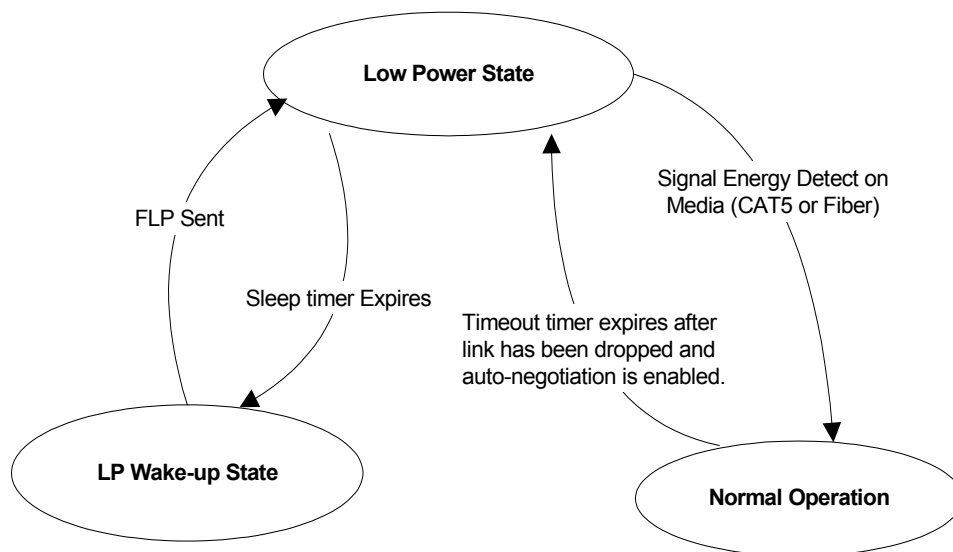 Low Power State
Signal Energy Detect on
Media (CAT5 or Fiber)
FLP Sent
Sleep timer Expires
Timeout timer expires after
link has been dropped and
auto-negotiation is enabled.
LP Wake-up State
Normal Operation